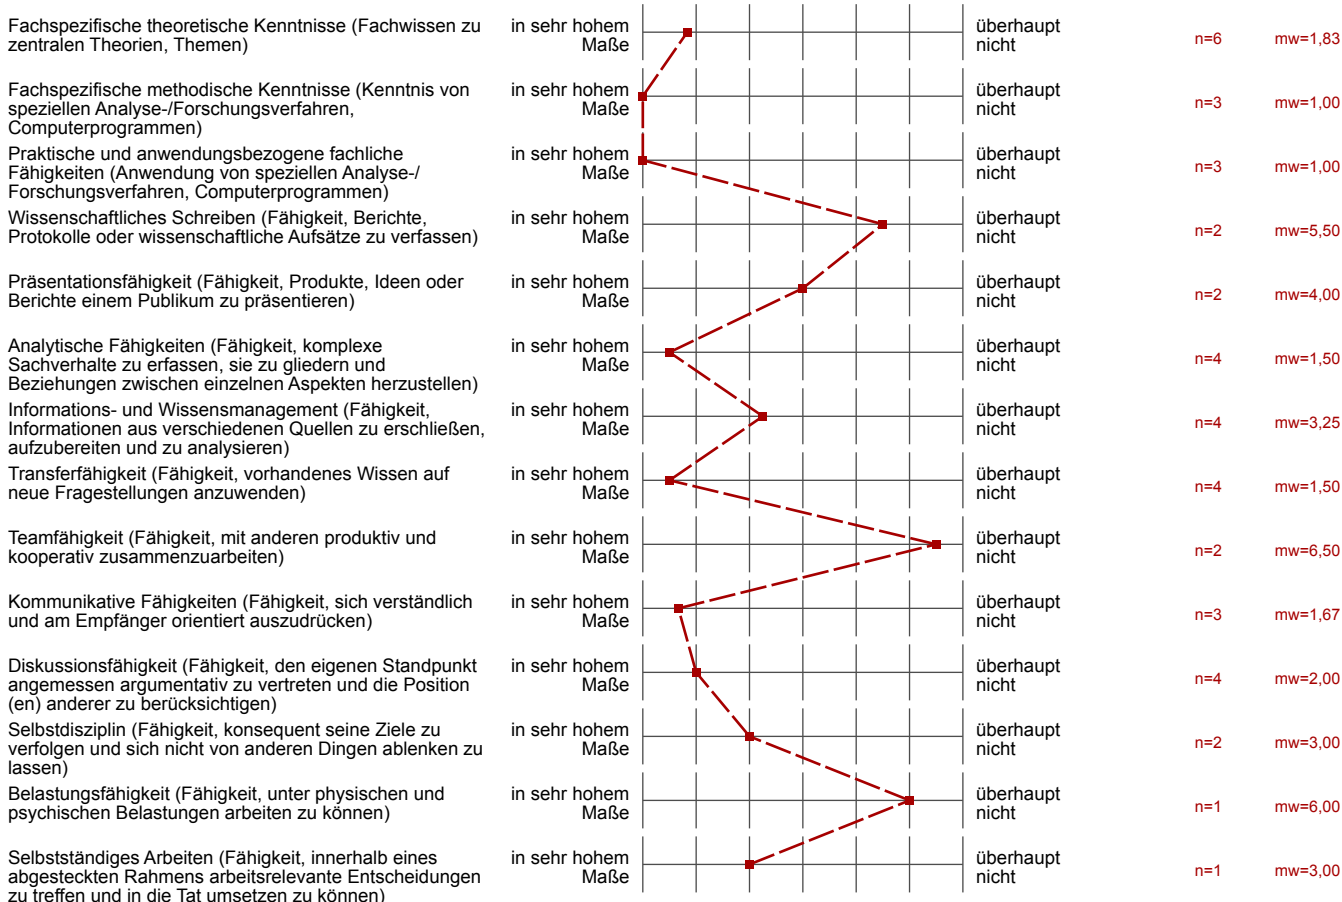 Fachspezifische theoretische Kenntnisse (Fachwissen zu
zentralen Theorien, Themen)
in sehr hohem
Maße
überhaupt
nicht
n=6
mw=1,83
Fachspezifische methodische Kenntnisse (Kenntnis von
speziellen Analyse-/Forschungsverfahren,
Computerprogrammen)
in sehr hohem
Maße
überhaupt
nicht
n=3
mw=1,00
Praktische und anwendungsbezogene fachliche
Fähigkeiten (Anwendung von speziellen Analyse-/
Forschungsverfahren, Computerprogrammen)
in sehr hohem
Maße
überhaupt
nicht
n=3
mw=1,00
Wissenschaftliches Schreiben (Fähigkeit, Berichte,
Protokolle oder wissenschaftliche Aufsätze zu verfassen)
in sehr hohem
Maße
überhaupt
nicht
n=2
mw=5,50
Präsentationsfähigkeit (Fähigkeit, Produkte, Ideen oder
Berichte einem Publikum zu präsentieren)
in sehr hohem
Maße
überhaupt
nicht
n=2
mw=4,00
Analytische Fähigkeiten (Fähigkeit, komplexe
Sachverhalte zu erfassen, sie zu gliedern und
Beziehungen zwischen einzelnen Aspekten herzustellen)
in sehr hohem
Maße
überhaupt
nicht
n=4
mw=1,50
Informations- und Wissensmanagement (Fähigkeit,
Informationen aus verschiedenen Quellen zu erschließen,
aufzubereiten und zu analysieren)
in sehr hohem
Maße
überhaupt
nicht
n=4
mw=3,25
Transferfähigkeit (Fähigkeit, vorhandenes Wissen auf
neue Fragestellungen anzuwenden)
in sehr hohem
Maße
überhaupt
nicht
n=4
mw=1,50
Teamfähigkeit (Fähigkeit, mit anderen produktiv und
kooperativ zusammenzuarbeiten)
in sehr hohem
Maße
überhaupt
nicht
n=2
mw=6,50
Kommunikative Fähigkeiten (Fähigkeit, sich verständlich
und am Empfänger orientiert auszudrücken)
in sehr hohem
Maße
überhaupt
nicht
n=3
mw=1,67
Diskussionsfähigkeit (Fähigkeit, den eigenen Standpunkt
angemessen argumentativ zu vertreten und die Position
(en) anderer zu berücksichtigen)
in sehr hohem
Maße
überhaupt
nicht
n=4
mw=2,00
Selbstdisziplin (Fähigkeit, konsequent seine Ziele zu
verfolgen und sich nicht von anderen Dingen ablenken zu
lassen)
in sehr hohem
Maße
überhaupt
nicht
n=2
mw=3,00
Belastungsfähigkeit (Fähigkeit, unter physischen und
psychischen Belastungen arbeiten zu können)
in sehr hohem
Maße
überhaupt
nicht
n=1
mw=6,00
Selbstständiges Arbeiten (Fähigkeit, innerhalb eines
abgesteckten Rahmens arbeitsrelevante Entscheidungen
zu treffen und in die Tat umsetzen zu können)
in sehr hohem
Maße
überhaupt
nicht
n=1
mw=3,00